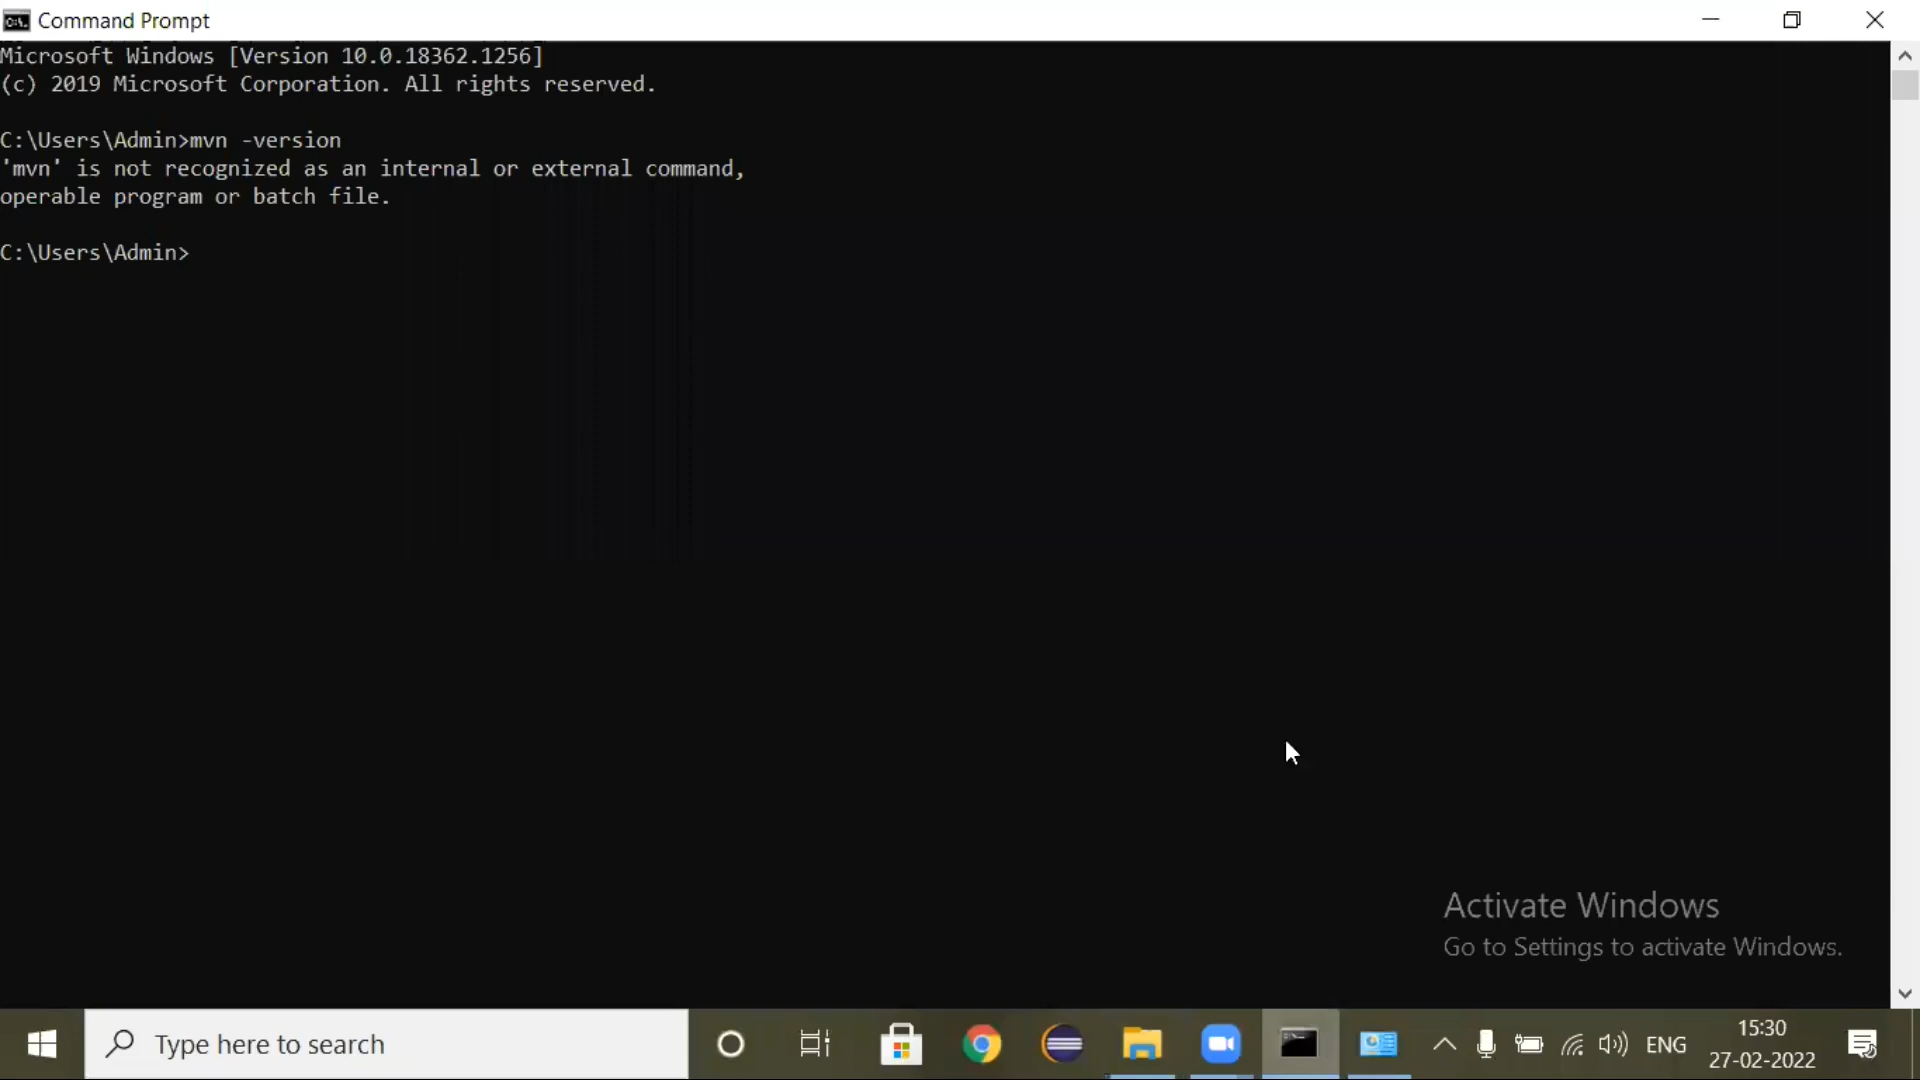 Command Prompt
Microsoft Windows [Version 10.0.18362.1256]
(c) 2019 Microsoft Corporation. All rights reserved.
C:\Users\Admin>mvn -version
'mvn' is not recognized as an internal or external command,
operable program or batch file.
C:\Users\Admin>
Activate Windows
Go to Settings to activate Windows.
Type here to search
ENG
15:30
27-02-2022